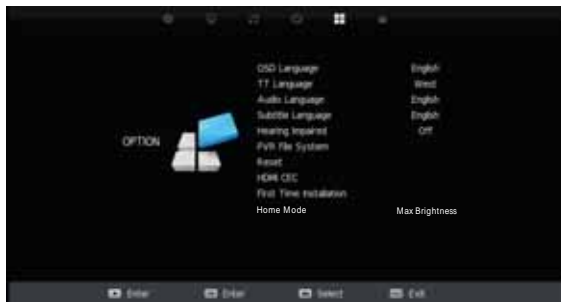 OSD Language English
TT Language West
Audio Language English
Subtitle Language English
Hearing Impaired Off
OPTION
PVR File System
Reset
HDMI CEC
First Time Installation
Home Mode Max Brightness
Enter Enter Select Exit